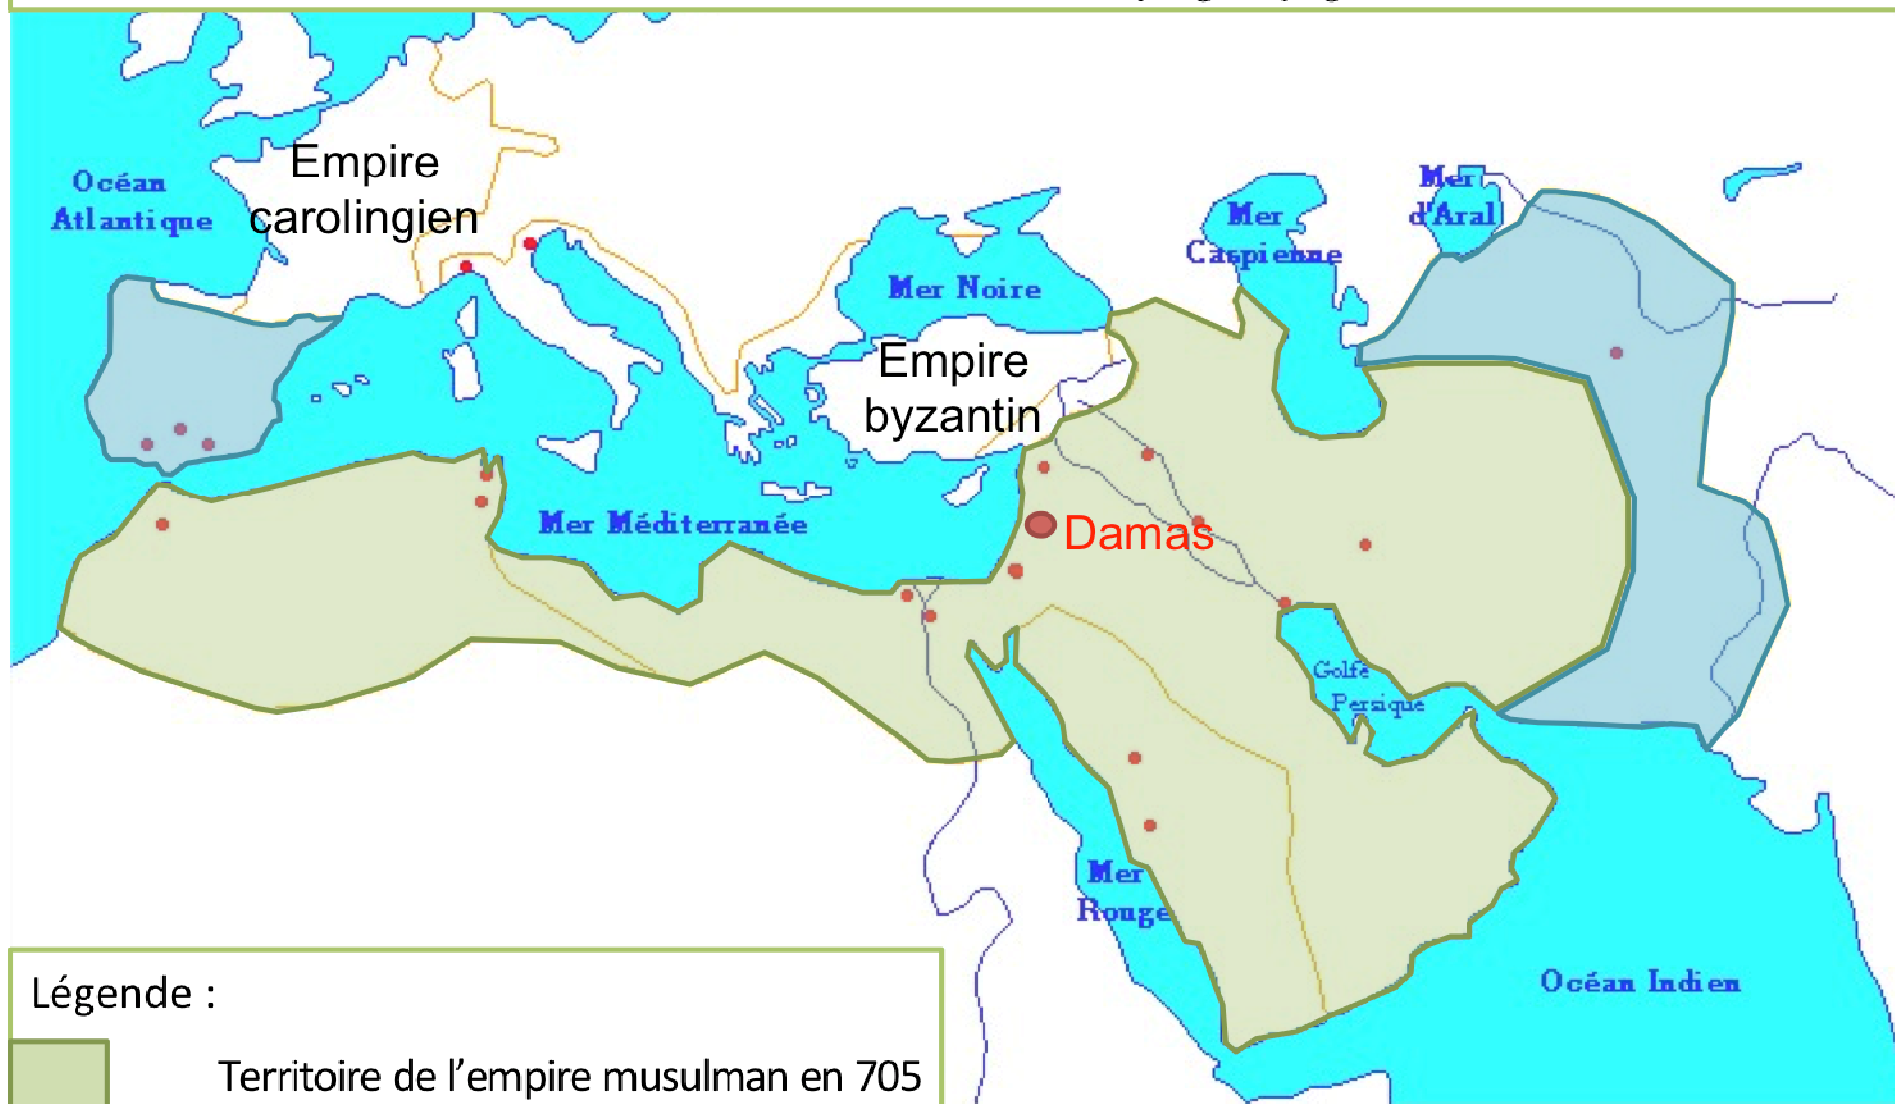 Empire
carolingien
Océan
Atlantique
Mer
Caspienne
Mer
d'Aral
Mer Noire
Empire
byzantin
Mer Méditerranée
Damas
Golfe
Persique
Mer
Rouge
Océan Indien
Légende :
Territoire de l’empire musulman en 705